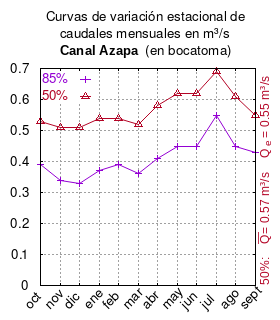 Curvas de variación estacional de
caudales mensuales en m³/s
Canal Azapa (en bocatoma)
0.7
0.6
0.5
0.4
0.3
0.2
0.1
0
85%
50%
oct
nov
dic
ene
feb
mar
abr
may
jun
jul
ago
sept
50%: Q= 0.57 m³/s Q e = 0.55 m³/s